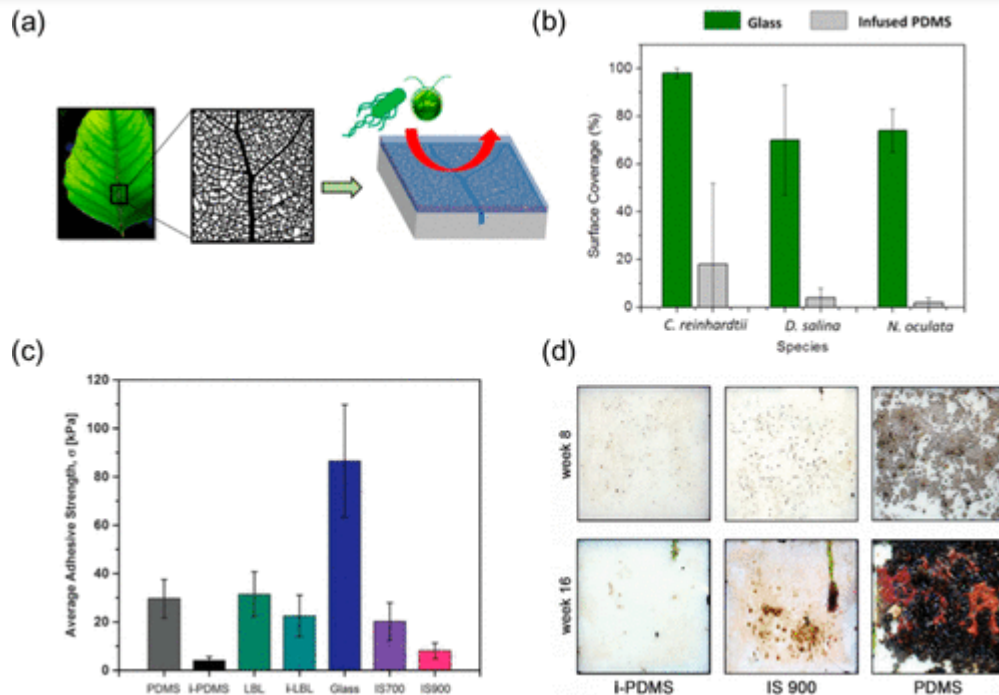 (a)
(b)
Glass
Infused PDMS
Surface Coverage (%)
100
80
60
40
20
0
C. reinhardtii
D. salina
N. oculata
Species
(c)
Average Adhesive Strength, σ [kPa]
120
100
80
60
40
20
0
PDMS
i-PDMS
LBL
i-LBL
Glass
IS700
IS900
(d)
week 8
week 16
i-PDMS
IS 900
PDMS